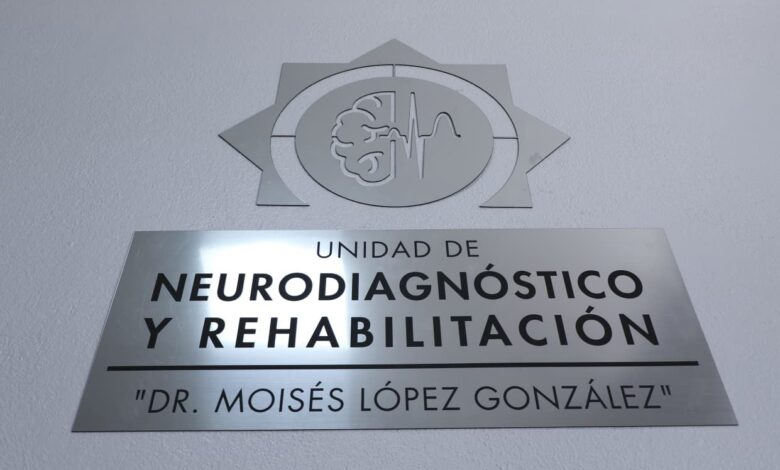 UNIDAD DE
NEURODIAGNÓSTICO
Y REHABILITACIÓN
"DR. MOISÉS LÓPEZ GONZÁLEZ"